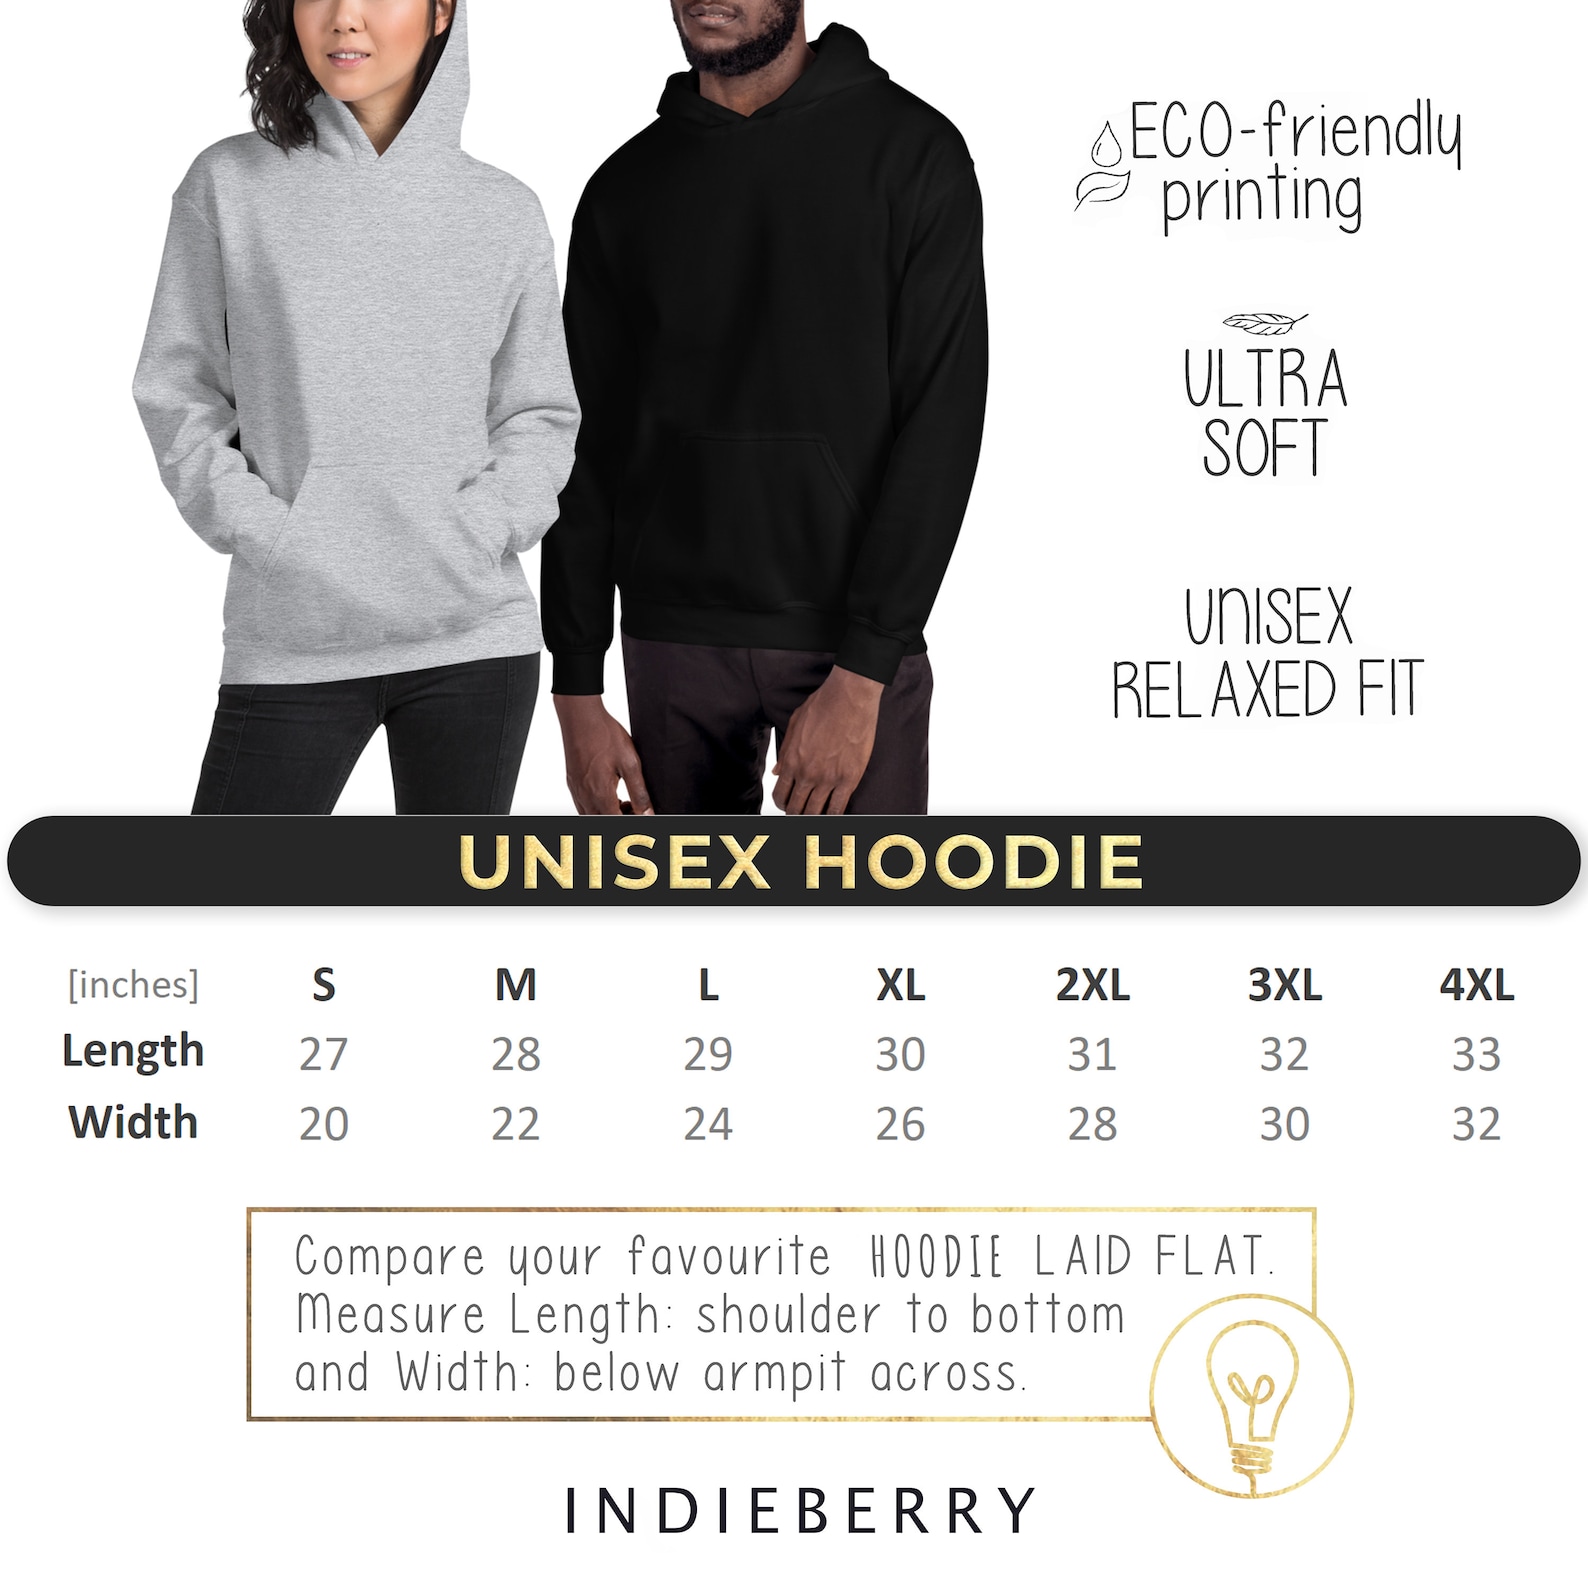 ECO-friendly
printing
ULTRA
SOFT
UNISEX
RELAXED FIT
UNISEX HOODIE
[inches] S M L XL 2XL 3XL 4XL
Length 27 28 29 30 31 32 33
Width 20 22 24 26 28 30 32
Compare your favourite HOODIE LAID FLAT.
Measure Length: shoulder to bottom
and Width: below armpit across.
INDIEBERRY